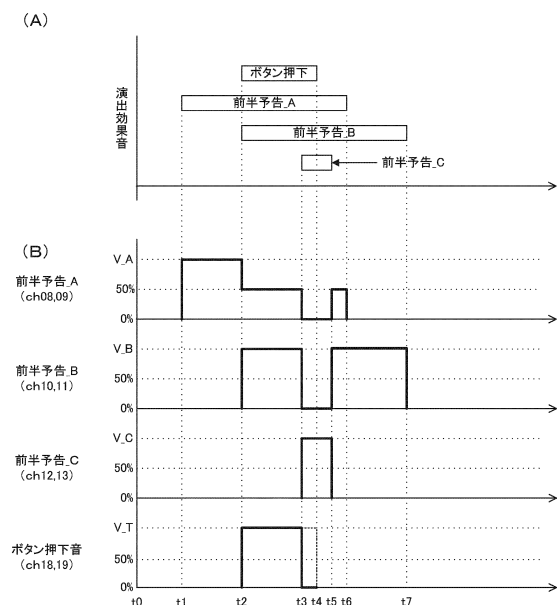 (A)
演出効果音
ボタン押下
前半予告_A
前半予告_B
前半予告_C
(B)
前半予告_A
(ch08,09)
V_A
50%
0%
前半予告_B
(ch10,11)
V_B
50%
0%
前半予告_C
(ch12,13)
V_C
50%
0%
ボタン押下音
(ch18,19)
V_T
50%
0%
t0 t1 t2 t3 t4 t5 t6 t7